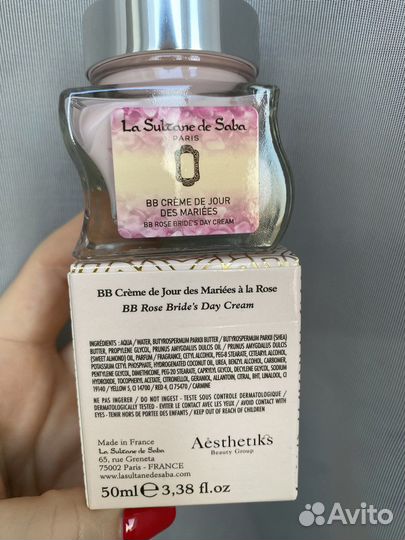 La Sultane de Saba
PARIS
BB CRÈME DE JOUR
DES MARIÉES
BB ROSE BRIDE'S DAY CREAM
BB Crème de Jour des Mariées à la Rose
BB Rose Bride's Day Cream
INGRÉDIENTS : AQUA / WATER, BUTYROSPERMUM PARKII BUTTER / BUTYROSPERMUM PARKII (SHEA)
BUTTER, PROPYLENE GLYCOL, PRUNUS AMYGDALUS DULCIS OIL / PRUNUS AMYGDALUS DULCIS
(SWEET ALMOND) OIL, PARFUM / FRAGRANCE, CETYL ALCOHOL, PEG-8 STEARATE, CETEARYL ALCOHOL,
POTASSIUM CETYL PHOSPHATE, HYDROGENATED COCONUT OIL, UREA, BENZYL ALCOHOL, CARBOMER,
PENTYLENE GLYCOL, DIMETHICONE, PEG-25 STEARATE, CAPRYLYL GLYCOL, DECYLENE GLYCOL, SODIUM
HYDROXIDE, TOCOPHERYL ACETATE, CITRONELLOL, GERANIOL, ALLANTOIN, CITRAL, BHT, LINALOOL, CI
19140 / YELLOW 5, CI 14700 / RED 4, CI 75470 / CARMINE
NE PAS INGERER / DO NOT INGEST - TESTE SOUS CONTROLE DERMATOLOGIQUE /
DERMATOLOGICALLY TESTED - EVITER LE CONTACT AVEC LES YEUX / AVOID CONTACT WITH
EYES - TENIR HORS DE PORTEE DES ENFANTS / KEEP OUT OF REACH OF CHILDREN
Made in France
La Sultane de Saba
65, rue Greneta
75002 Paris - FRANCE
www.lasultanedesaba.com
Aèsthetiks
Beauty Group
50ml℮3,38 fl.oz
Avito